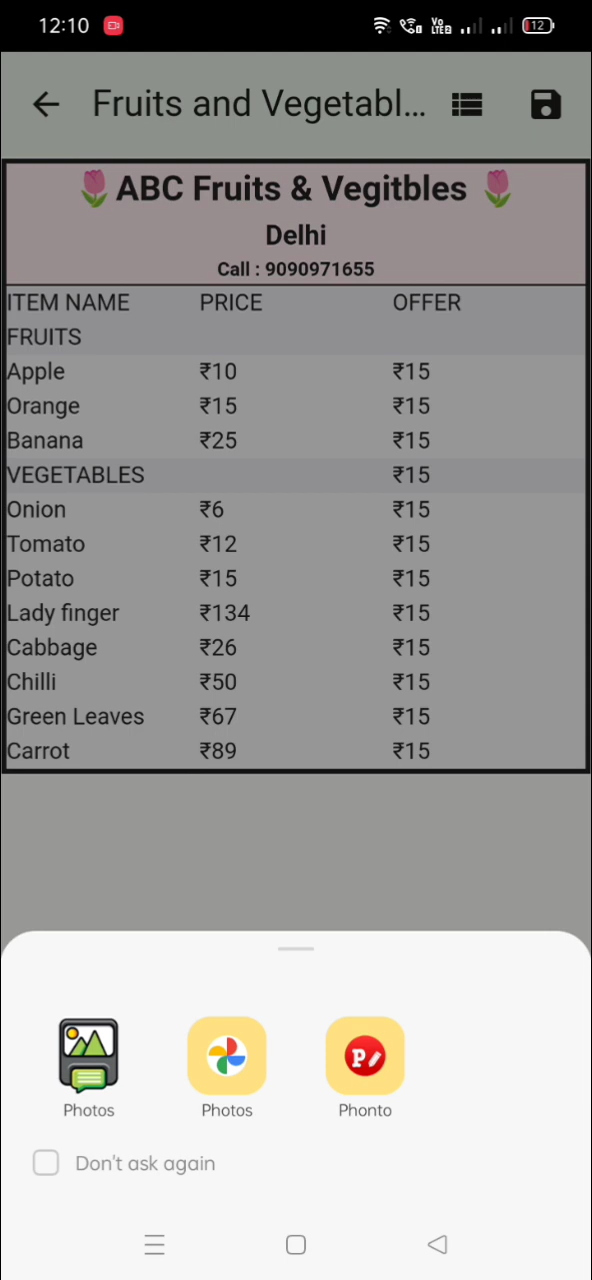 12:10 Vo LTE2 12
Fruits and Vegetabl...
🌷ABC Fruits & Vegitbles 🌷
Delhi
Call : 9090971655
ITEM NAME PRICE OFFER
FRUITS
Apple ₹10 ₹15
Orange ₹15 ₹15
Banana ₹25 ₹15
VEGETABLES ₹15
Onion ₹6 ₹15
Tomato ₹12 ₹15
Potato ₹15 ₹15
Lady finger ₹134 ₹15
Cabbage ₹26 ₹15
Chilli ₹50 ₹15
Green Leaves ₹67 ₹15
Carrot ₹89 ₹15
P
Photos Photos Phonto
Don't ask again